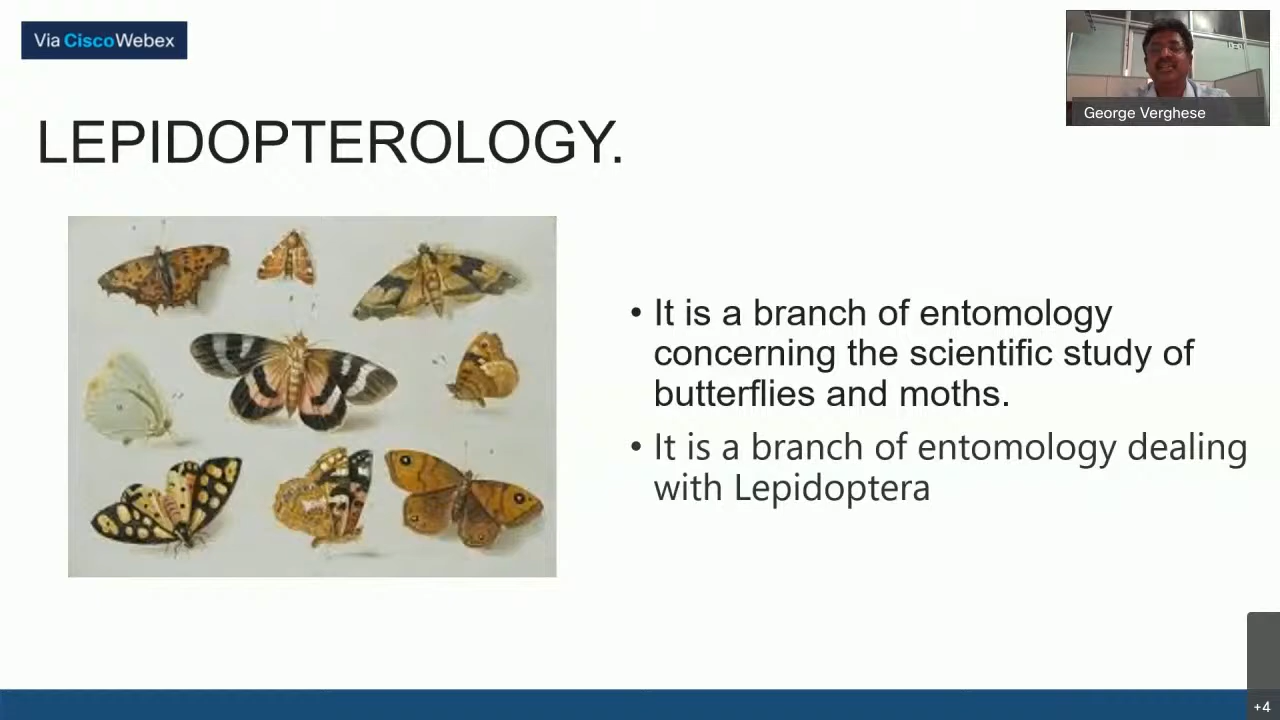 Via CiscoWebex
George Verghese
LEPIDOPTEROLOGY.
• It is a branch of entomology
concerning the scientific study of
butterflies and moths.
• It is a branch of entomology dealing
with Lepidoptera
+4